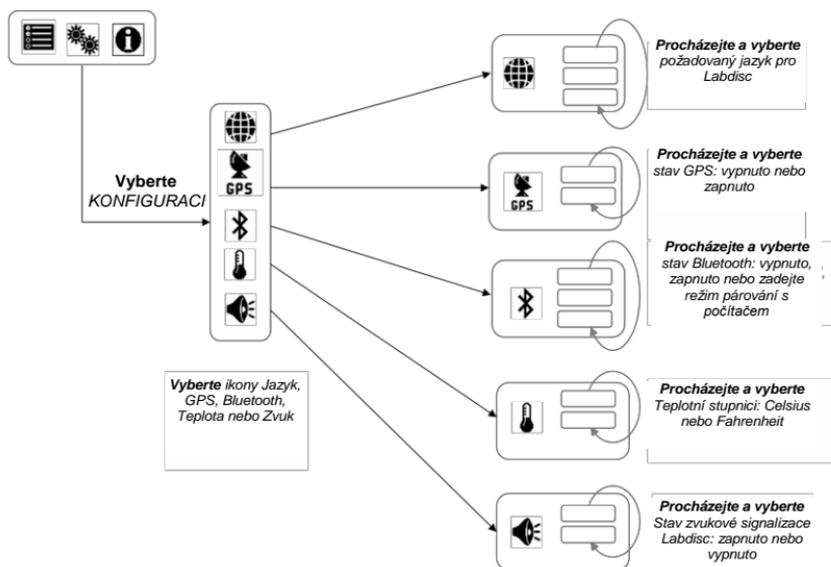 Vyberte
KONFIGURACI
GPS
Vyberte ikony Jazyk,
GPS, Bluetooth,
Teplota nebo Zvuk
Procházejte a vyberte
požadovaný jazyk pro
Labdisc
GPS
Procházejte a vyberte
stav GPS: vypnuto nebo
zapnuto
Procházejte a vyberte
stav Bluetooth: vypnuto,
zapnuto nebo zadejte
režim párování s
počítačem
Procházejte a vyberte
Teplotní stupnici: Celsius
nebo Fahrenheit
Procházejte a vyberte
Stav zvukové signalizace
Labdisc: zapnuto nebo
vypnuto